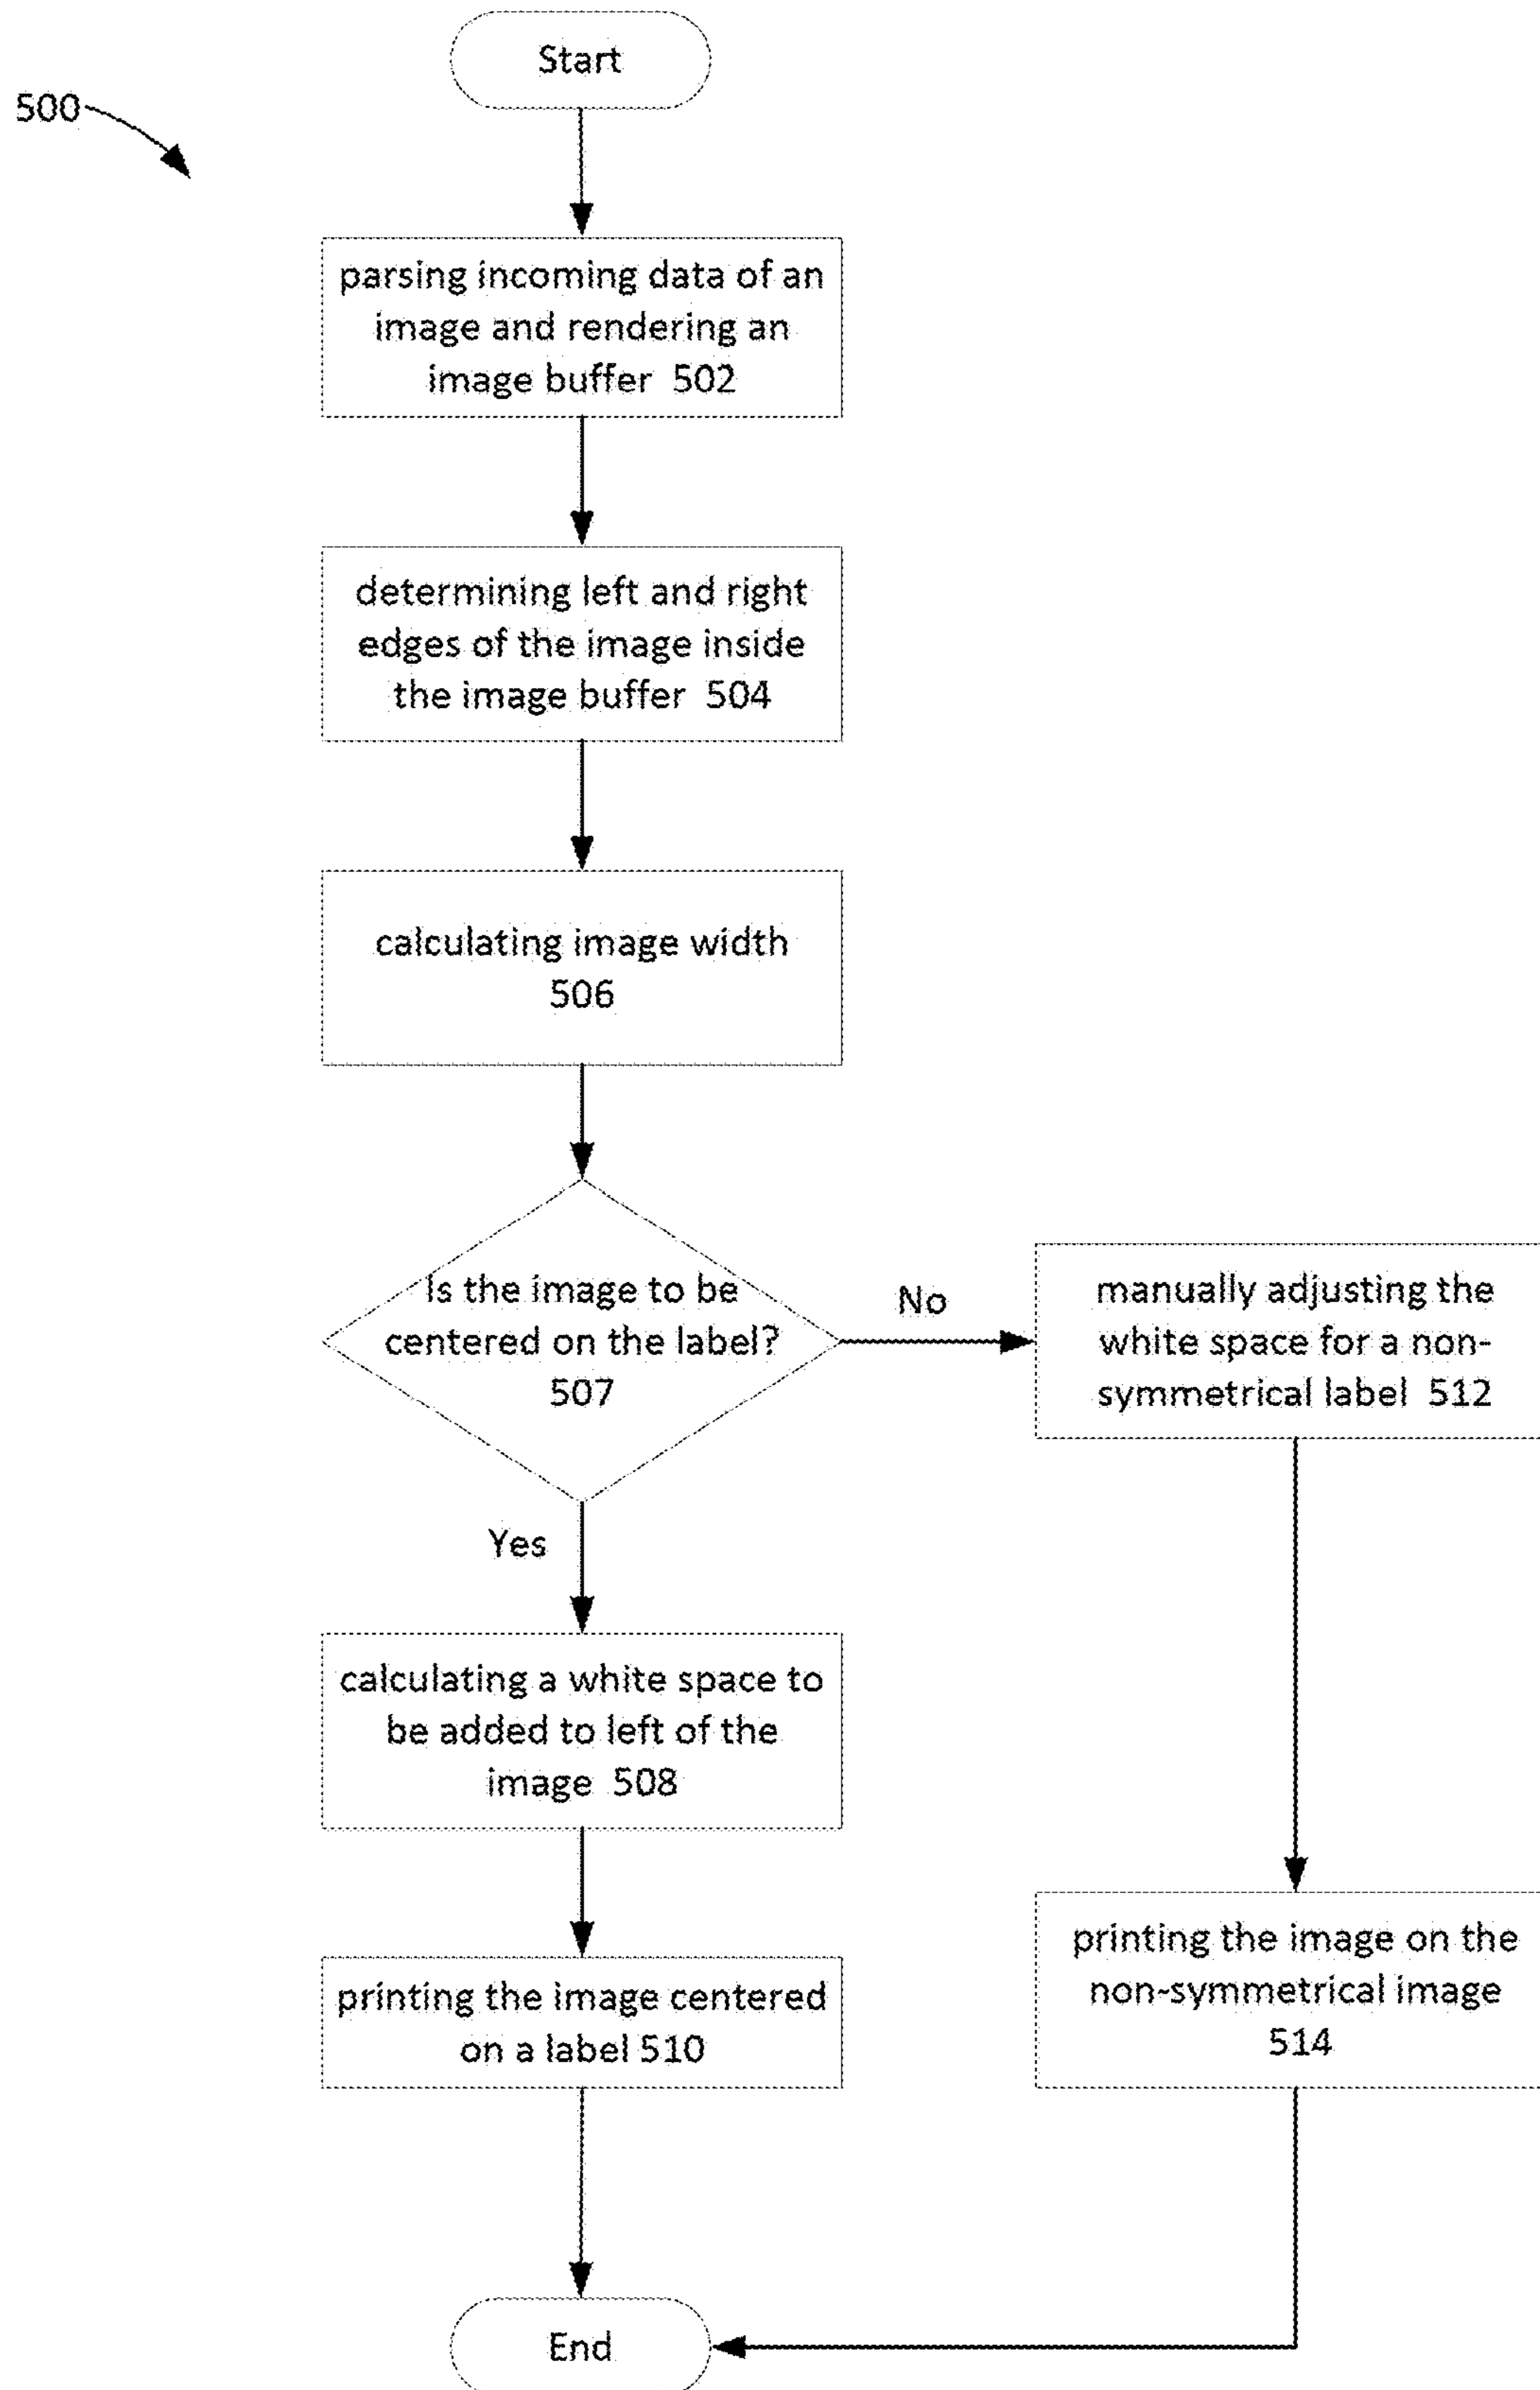 Start
500
parsing incoming data of an
image and rendering an
image buffer 502
determining left and right
edges of the image inside
the image buffer 504
calculating image width
506
Is the image to be
centered on the label?
507
No
manually adjusting the
white space for a non-
symmetrical label 512
Yes
calculating a white space to
be added to left of the
image 508
printing the image centered
on a label 510
printing the image on the
non-symmetrical image
514
End